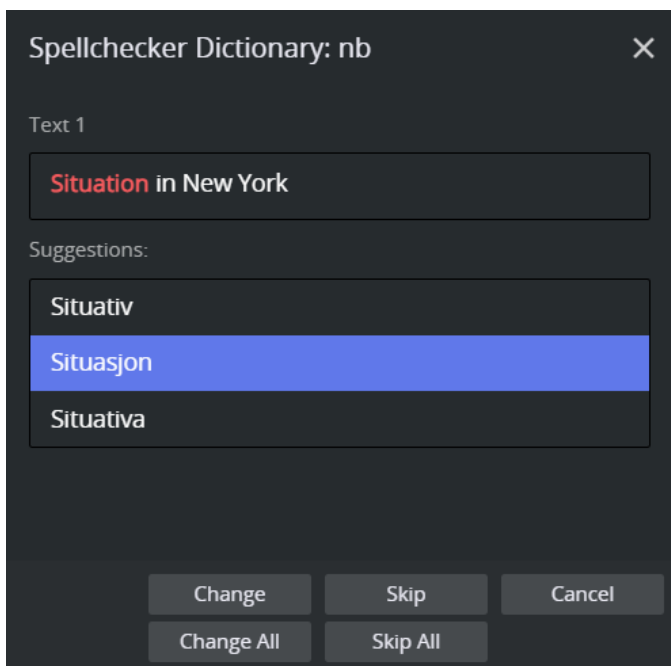 Spellchecker Dictionary: nb
Text 1
Situation in New York
Suggestions:
Situativ
Situasjon
Situativa
Change Skip Cancel
Change All Skip All